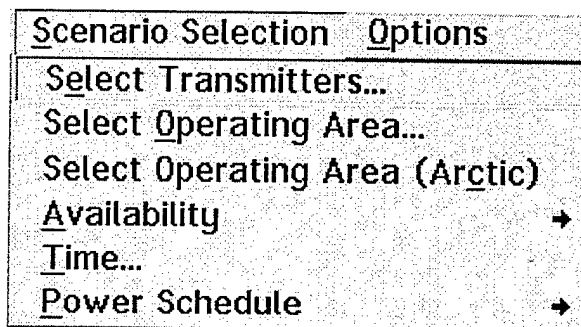 Scenario Selection Options
Select Transmitters...
Select Operating Area...
Select Operating Area (Arctic)
Availability →
Time...
Power Schedule →